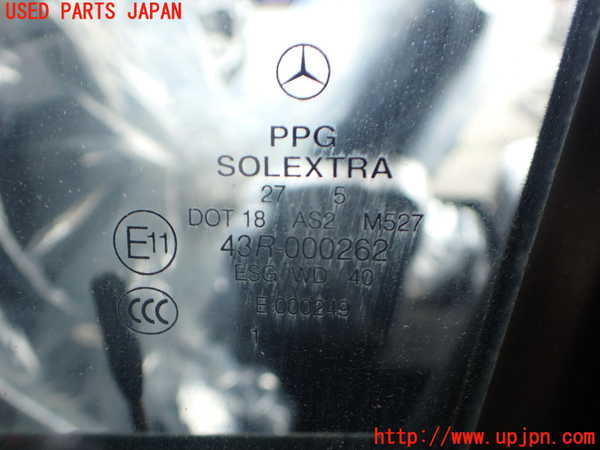 USED PARTS JAPAN
PPG
SOLEXTRA
27 5
DOT 18 AS2 M527
E11
43R-000262
ESG WD 40
CCC
E 000249
1
http://www.upjpn.com/